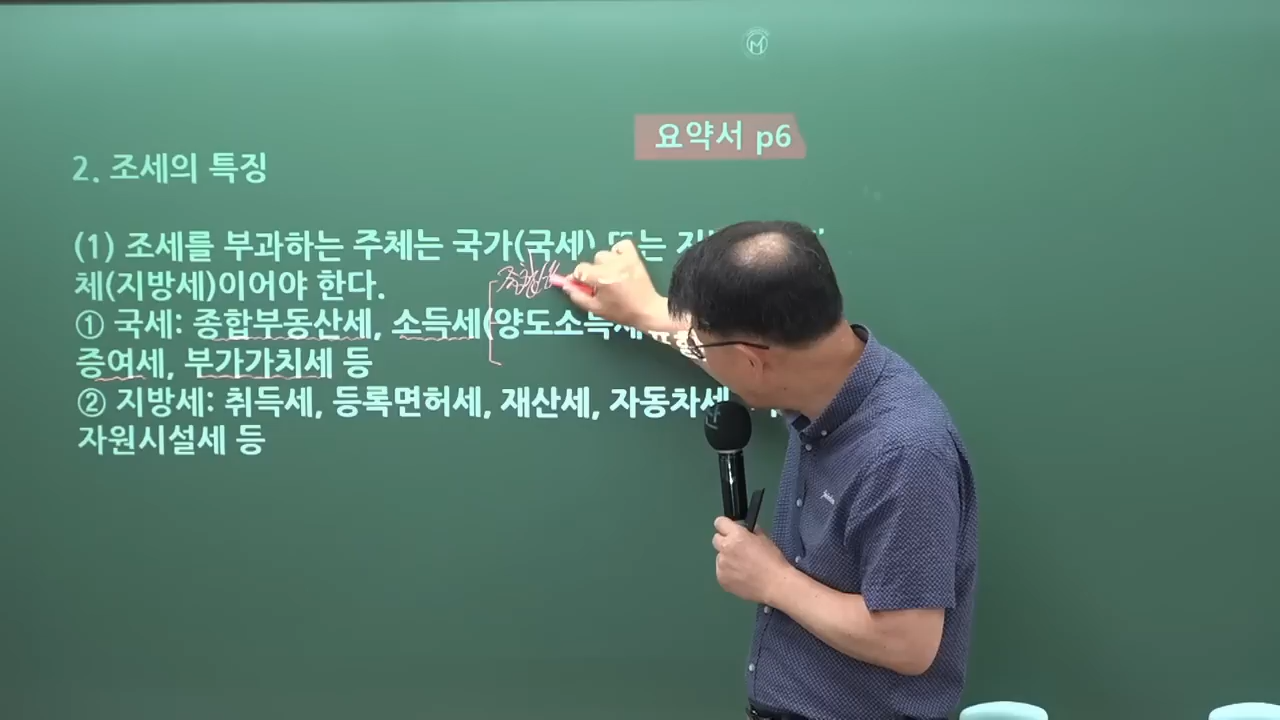 요약서 p6
2. 조세의 특징
(1) 조세를 부과하는 주체는 국가(국세) 또는
체(지방세)이어야 한다.
① 국세: 종합부동산세, 소득세(양도소득세
증여세, 부가가치세 등
② 지방세: 취득세, 등록면허세, 재산세, 자동차세
자원시설세 등